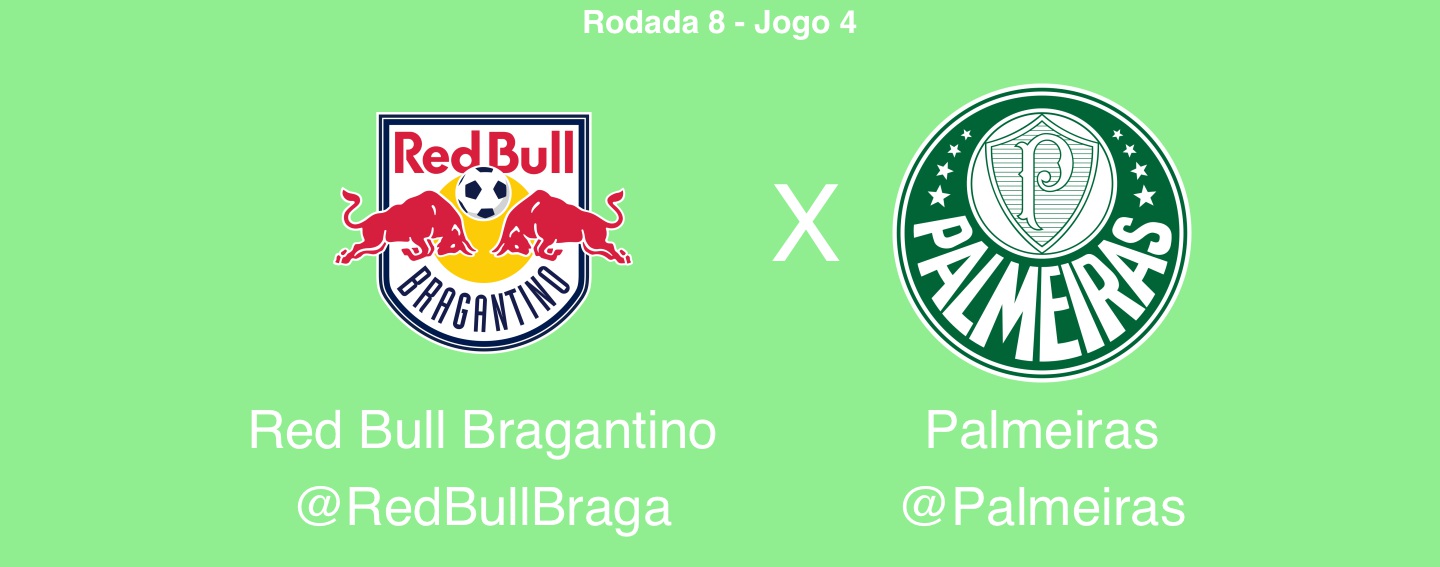 Rodada 8 - Jogo 4
Red Bull
BRAGANTINO
X
P
PALMEIRAS
Red Bull Bragantino
Palmeiras
@RedBullBraga
@Palmeiras